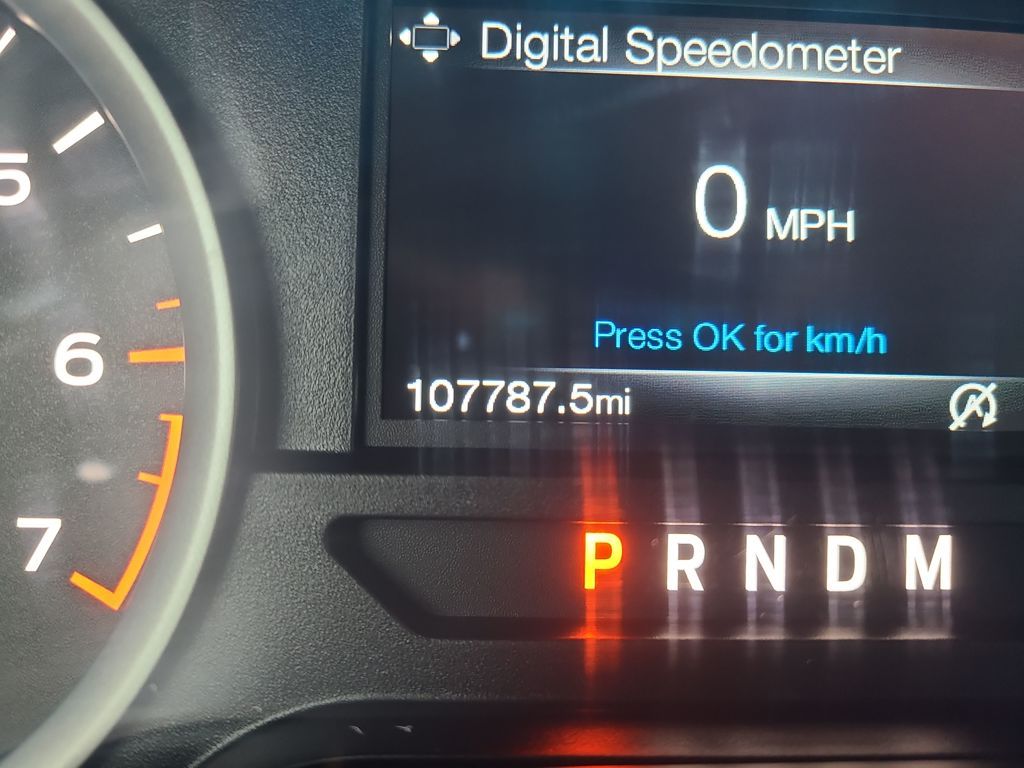 Digital Speedometer
0 MPH
Press OK for km/h
107787.5mi
P R N D M
5
6
7